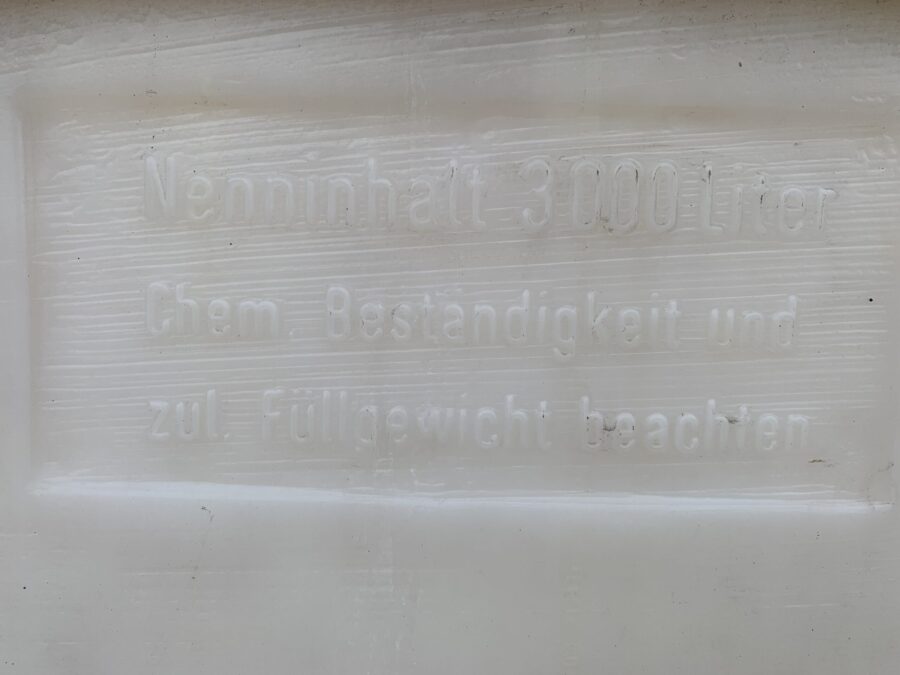 Nenninhalt 3000 Liter
Chem. Beständigkeit und
zul. Füllgewicht beachten